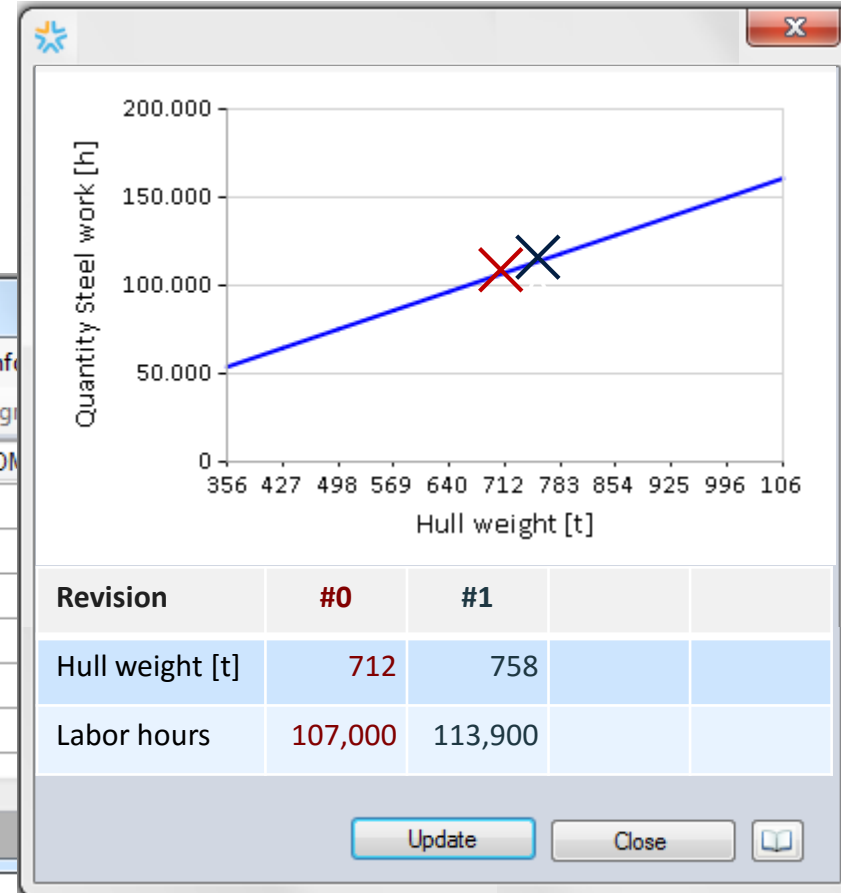 200.000
150.000
100.000
50.000
0
Quantity Steel work [h]
356 427 498 569 640 712 783 854 925 996 106
Hull weight [t]
Revision #0 #1
Hull weight [t] 712 758
Labor hours 107,000 113,900
Update Close